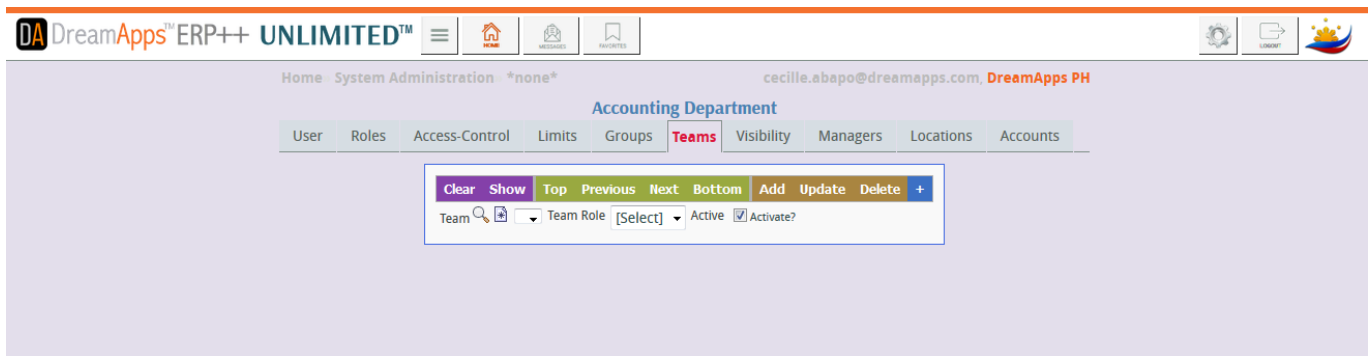 DA DreamApps™ ERP++ UNLIMITED™ HOME MESSAGES FAVORITES LOGOUT
Home System Administration *none* cecille.abapo@dreamapps.com, DreamApps PH
Accounting Department
User Roles Access-Control Limits Groups Teams Visibility Managers Locations Accounts
Clear Show Top Previous Next Bottom Add Update Delete +
Team Team Role [Select] Active Activate?